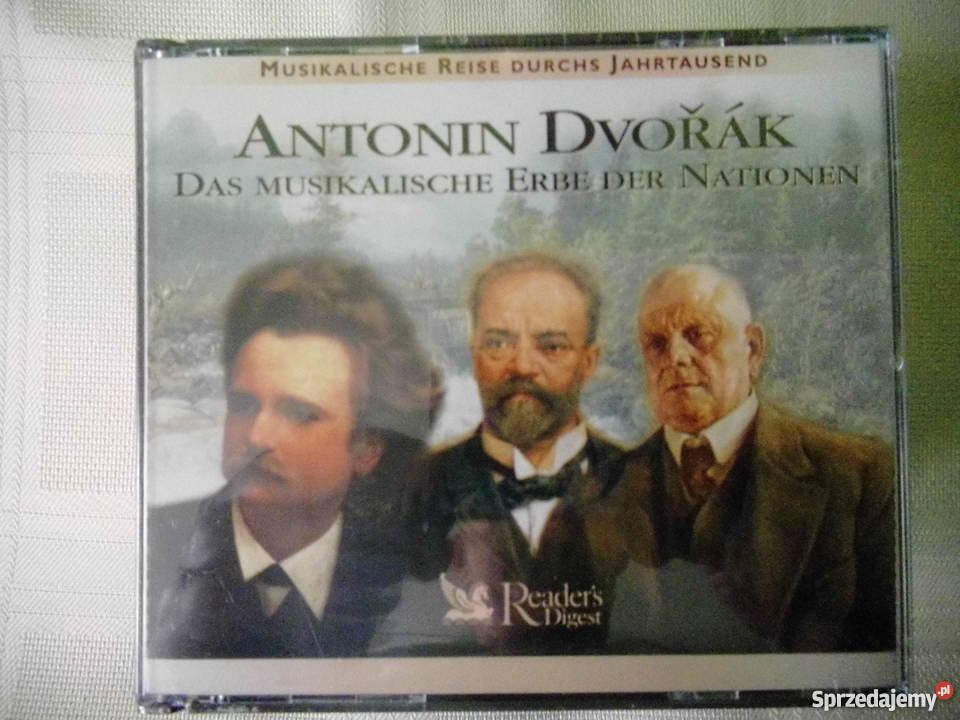 MUSIKALISCHE REISE DURCHS JAHRTAUSEND
ANTONIN DVOŘÁK
DAS MUSIKALISCHE ERBE DER NATIONEN
Reader's
Digest
Sprzedajemy.pl